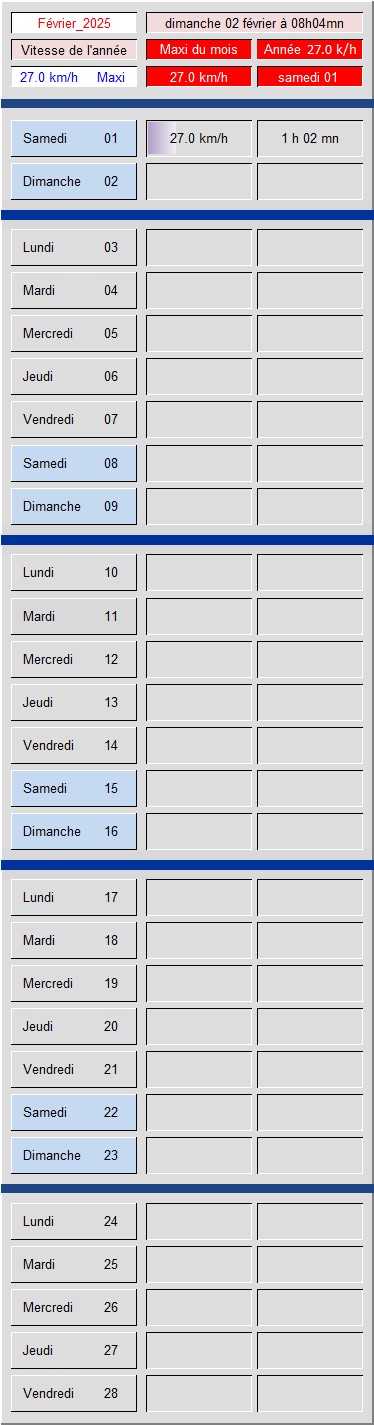 Février_2025 dimanche 02 février à 08h04mn
Vitesse de l'année Maxi du mois Année 27.0 k/h
27.0 km/h Maxi 27.0 km/h samedi 01
Samedi 01 27.0 km/h 1 h 02 mn
Dimanche 02
Lundi 03
Mardi 04
Mercredi 05
Jeudi 06
Vendredi 07
Samedi 08
Dimanche 09
Lundi 10
Mardi 11
Mercredi 12
Jeudi 13
Vendredi 14
Samedi 15
Dimanche 16
Lundi 17
Mardi 18
Mercredi 19
Jeudi 20
Vendredi 21
Samedi 22
Dimanche 23
Lundi 24
Mardi 25
Mercredi 26
Jeudi 27
Vendredi 28